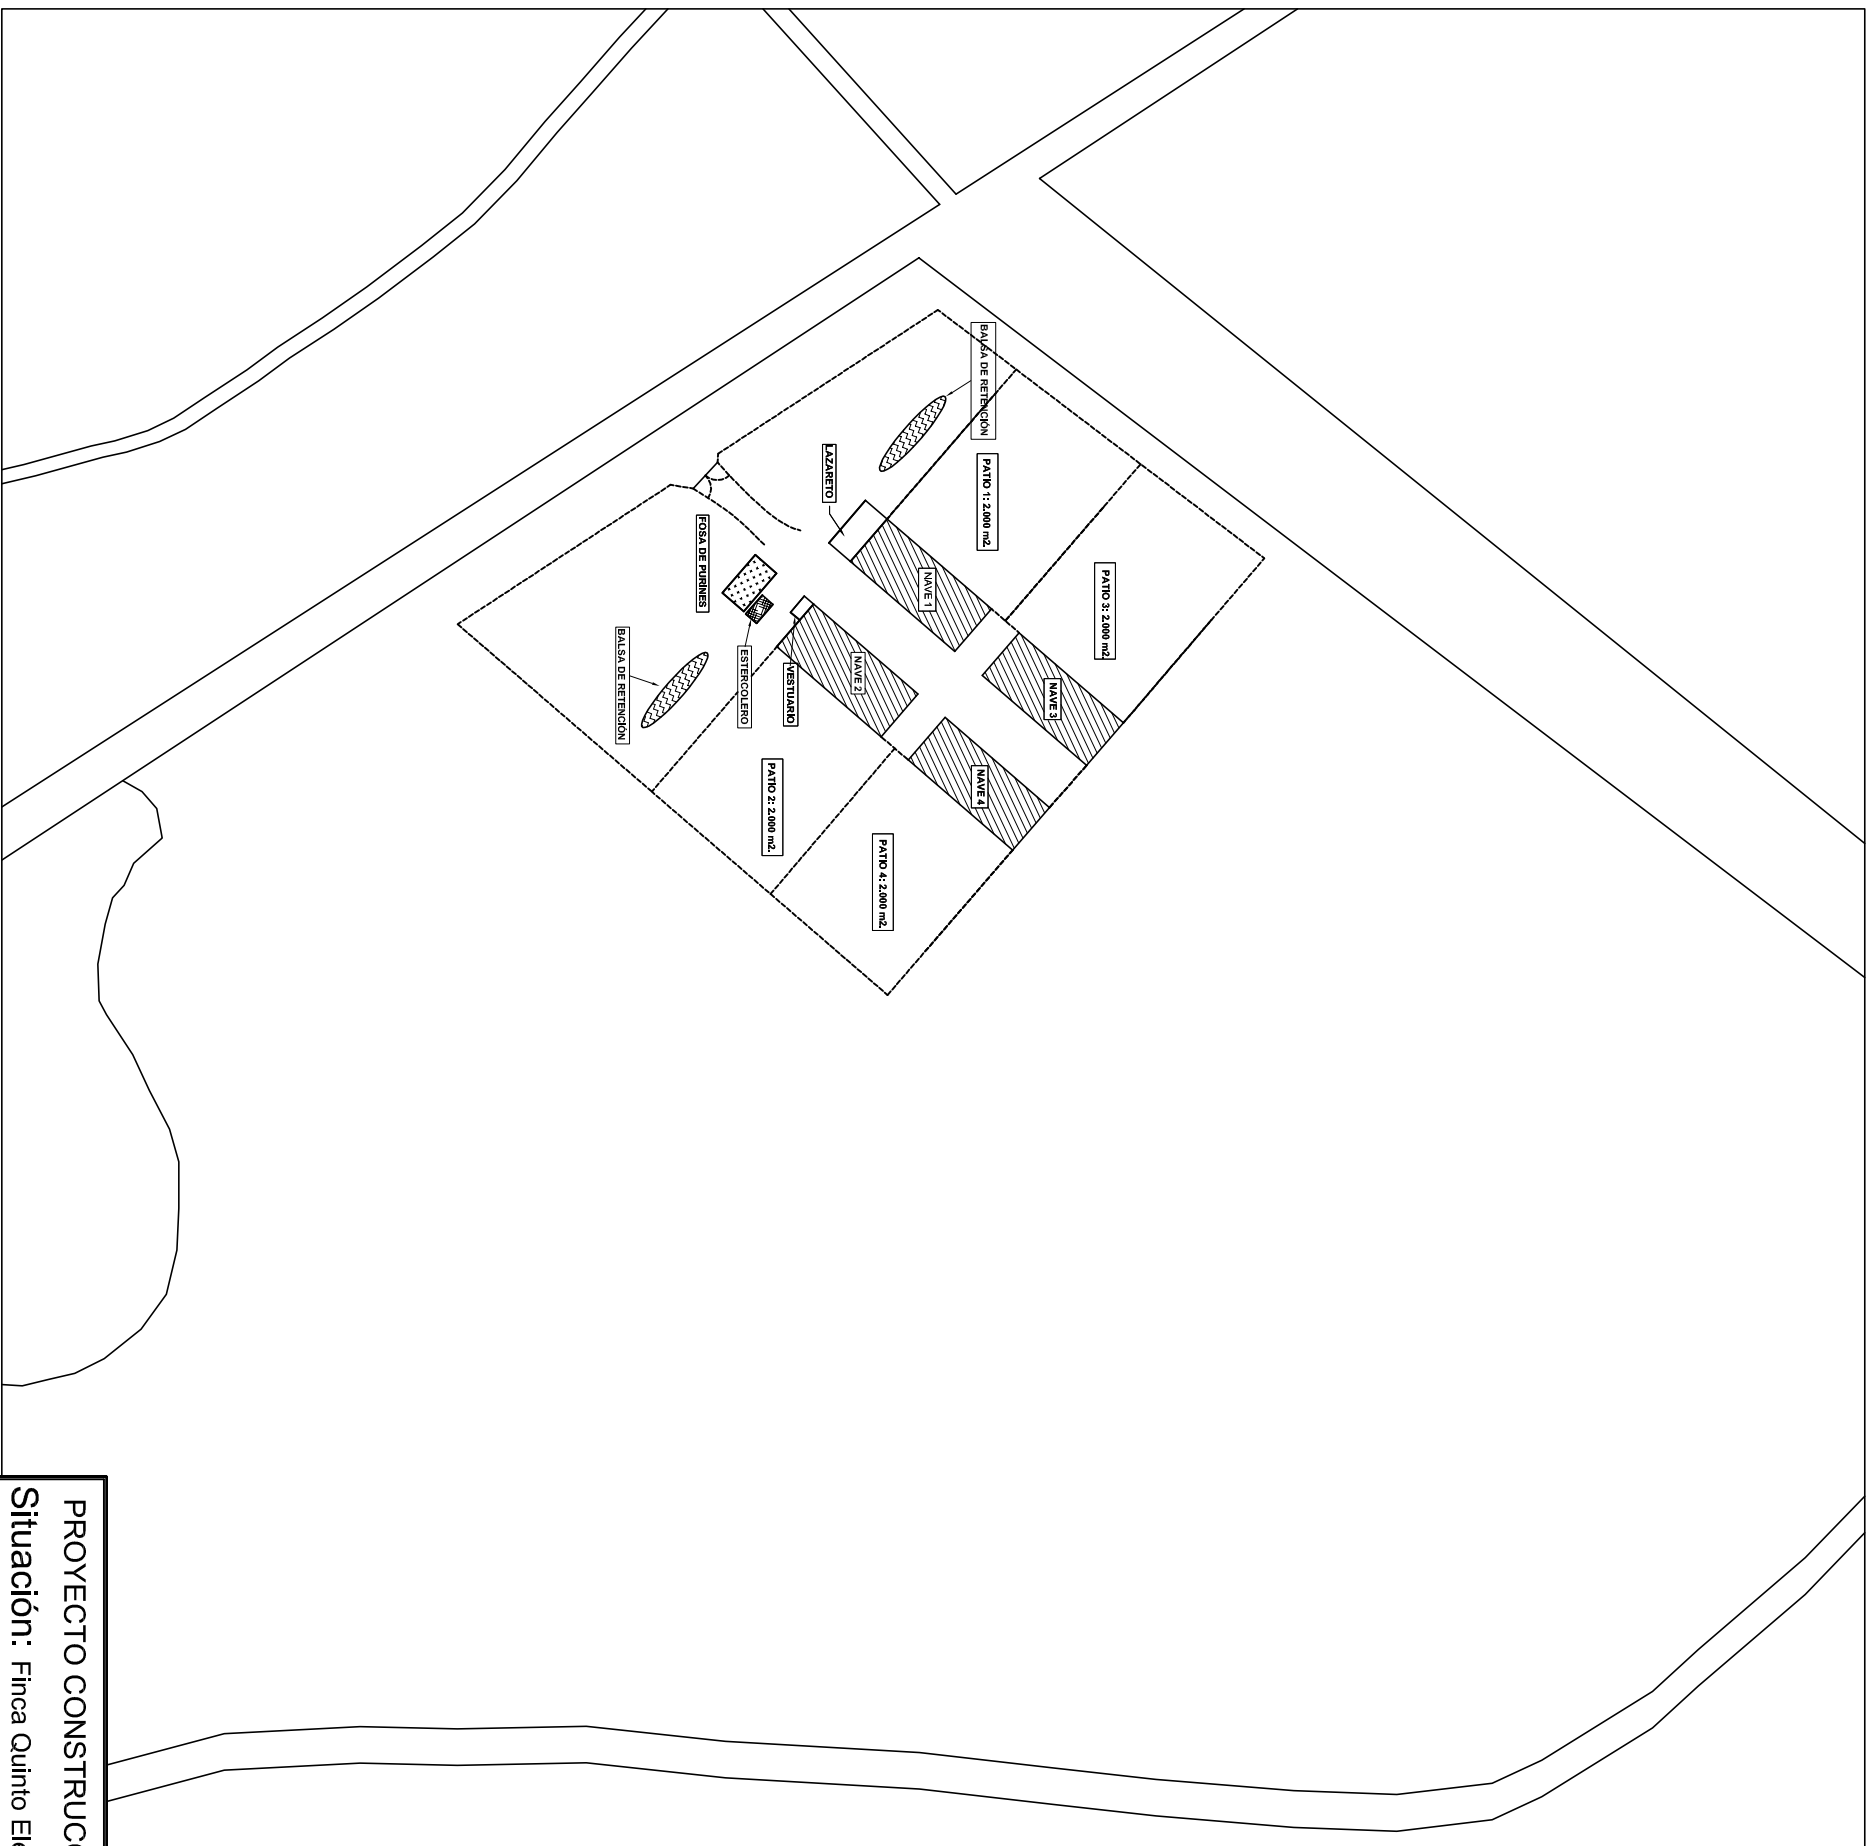 BALSA DE RETENCIÓN
PATIO 1: 2.000 m2.
PATIO 3: 2.000 m2.
LAZARETO
NAVE 1
NAVE 3
FOSA DE PURINES
ESTERCOLERO
VESTUARIO
NAVE 2
NAVE 4
BALSA DE RETENCIÓN
PATIO 2: 2.000 m2.
PATIO 4: 2.000 m2.
PROYECTO
Situación: Finca Quinto